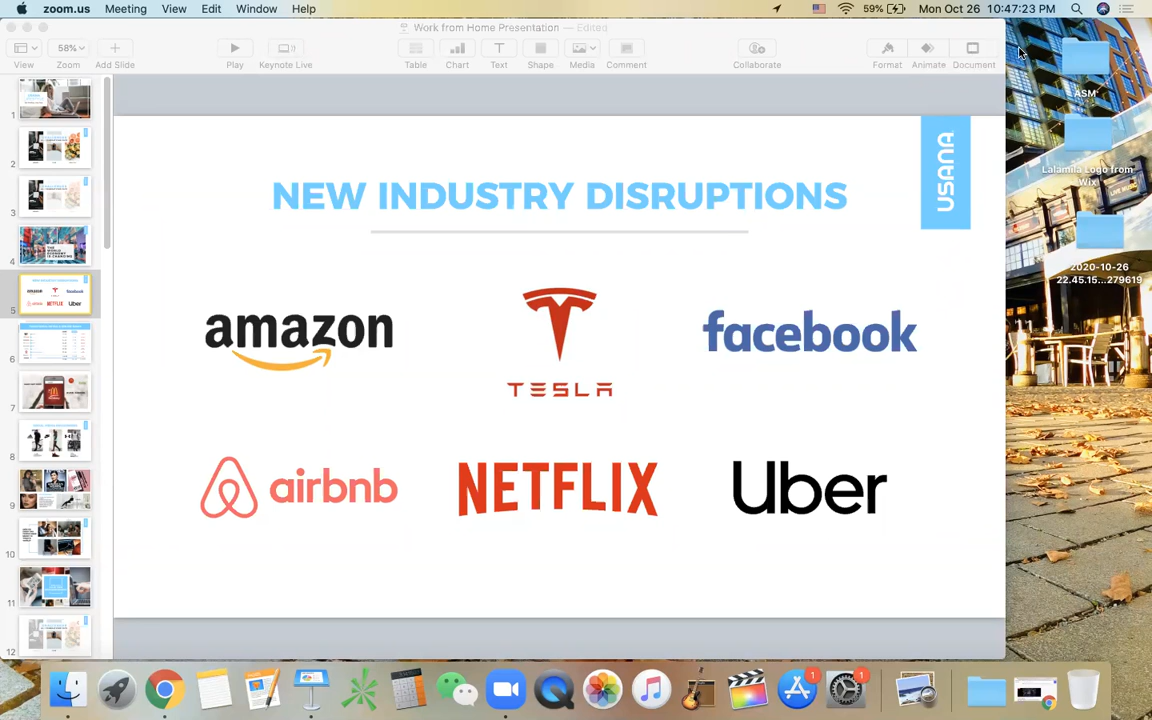 zoom.us Meeting View Edit Window Help 59% Mon Oct 26 10:47:23 PM
Work from Home Presentation — Edited
58%
View Zoom Add Slide Play Keynote Live Table Chart Text Shape Media Comment Collaborate Format Animate Document
1
2
3
4
5
6
7
8
9
10
11
12
USANA
NEW INDUSTRY DISRUPTIONS
amazon
TESLA
facebook
airbnb
NETFLIX
Uber
ASM
Lalamila Logo from
Wix
2020-10-26
22.45.15...279619
1
1